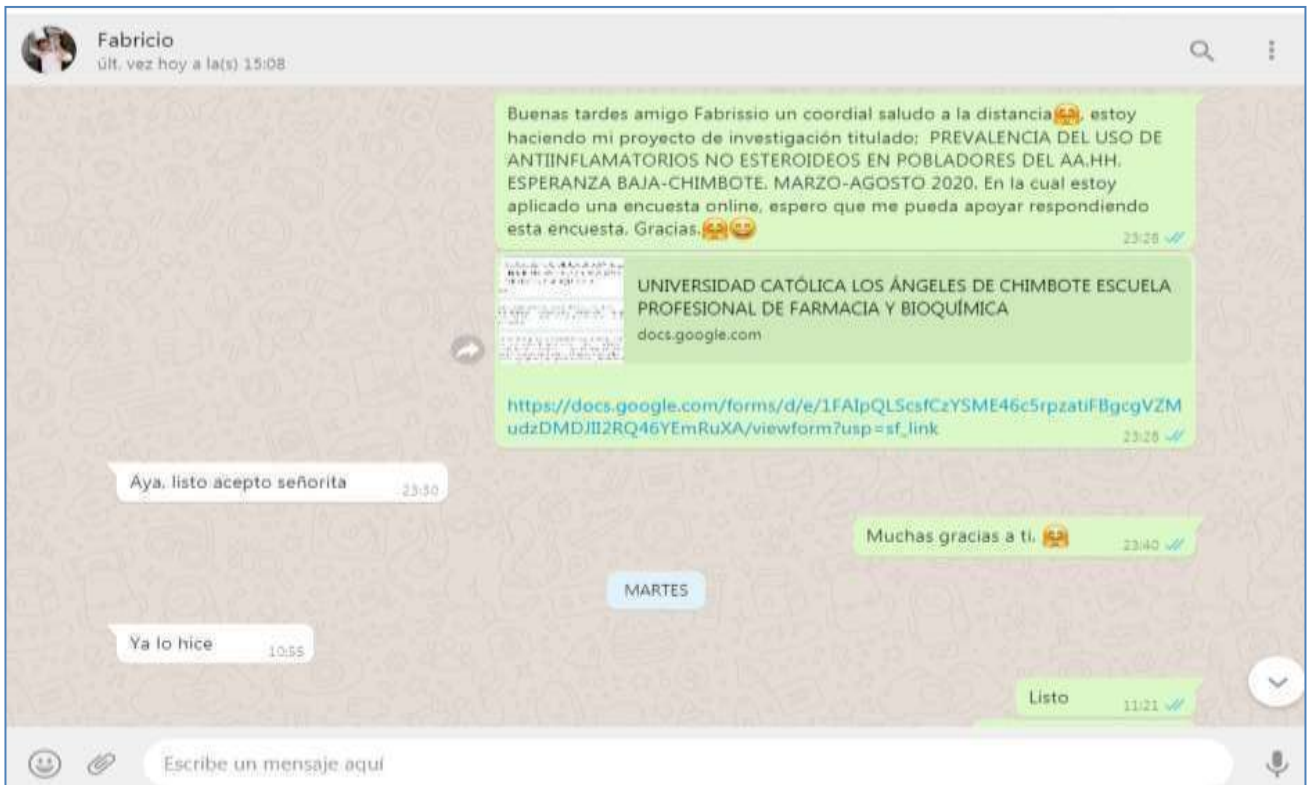 Fabricio
últ. vez hoy a la(s) 15:08
Buenas tardes amigo Fabrissio un coordial saludo a la distancia🤗, estoy
haciendo mi proyecto de investigación titulado: PREVALENCIA DEL USO DE
ANTIINFLAMATORIOS NO ESTEROIDEOS EN POBLADORES DEL AA.HH.
ESPERANZA BAJA-CHIMBOTE. MARZO-AGOSTO 2020. En la cual estoy
aplicado una encuesta online, espero que me pueda apoyar respondiendo
esta encuesta. Gracias.🤗😄
23:28
UNIVERSIDAD CATÓLICA LOS ÁNGELES DE CHIMBOTE ESCUELA
PROFESIONAL DE FARMACIA Y BIOQUÍMICA
docs.google.com
https://docs.google.com/forms/d/e/1FAIpQLScsfCzYSME46c5rpzatiFBgcgVZM
udzDMDJII2RQ46YEmRuXA/viewform?usp=sf_link
23:28
Aya, listo acepto señorita
23:30
Muchas gracias a ti. 🤗
23:40
MARTES
Ya lo hice
10:55
Listo
11:21
Escribe un mensaje aquí